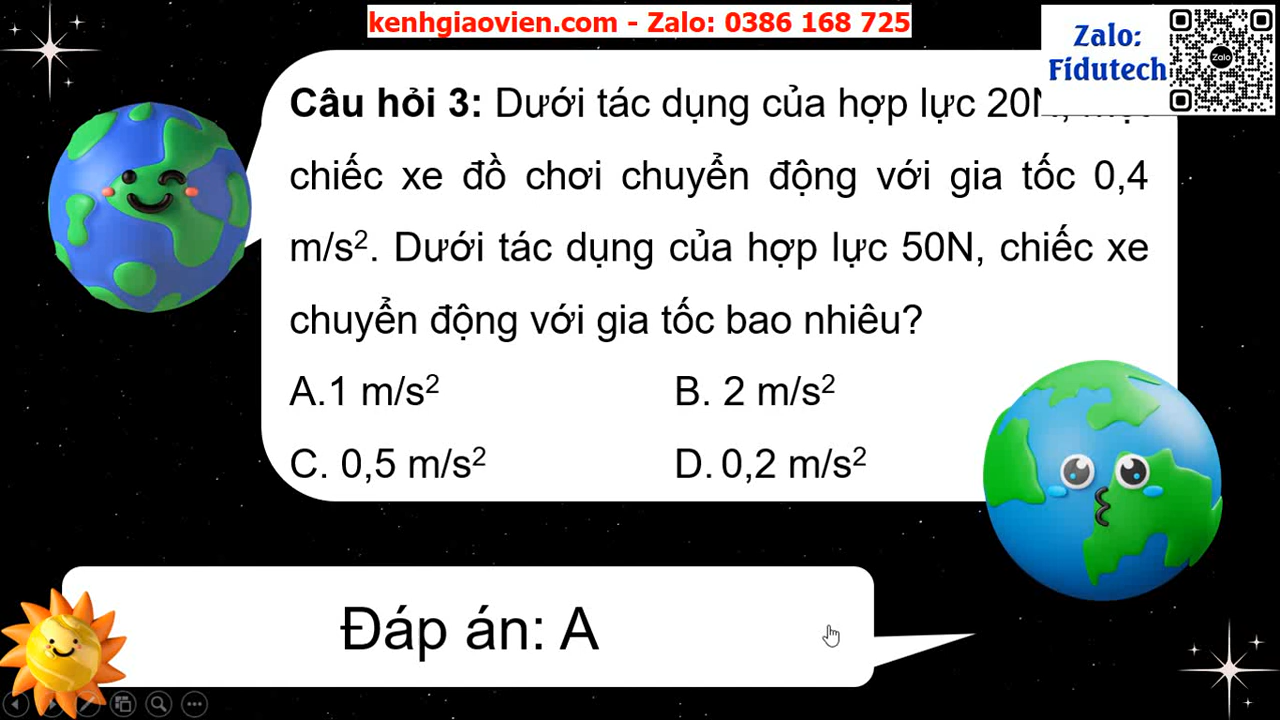 kenhgiaovien.com - Zalo: 0386 168 725
Zalo:
Fidutech
Zalo
Câu hỏi 3: Dưới tác dụng của hợp lực 20N,
chiếc xe đồ chơi chuyển động với gia tốc 0,4
m/s². Dưới tác dụng của hợp lực 50N, chiếc xe
chuyển động với gia tốc bao nhiêu?
A.1 m/s² B. 2 m/s²
C. 0,5 m/s² D. 0,2 m/s²
Đáp án: A